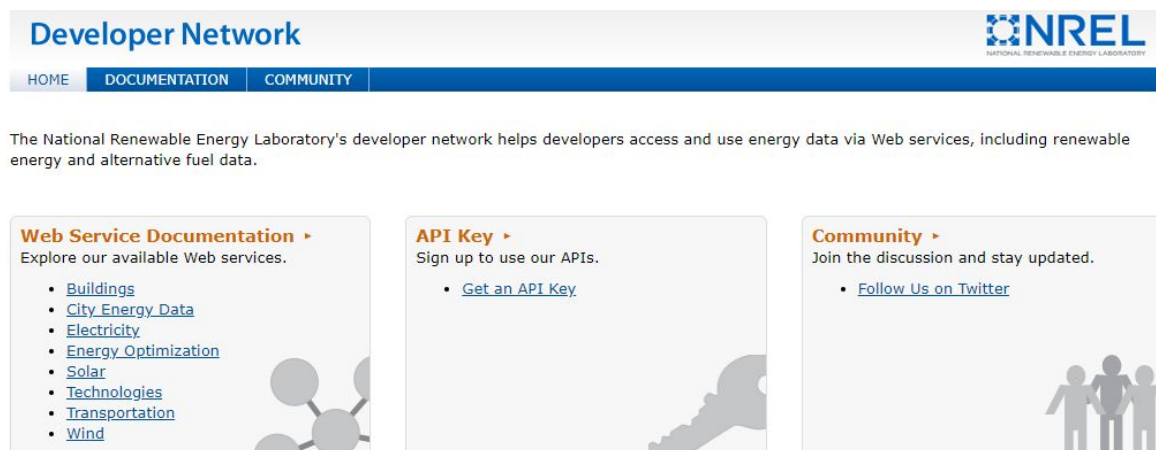 Developer Network
NREL
NATIONAL RENEWABLE ENERGY LABORATORY
HOME DOCUMENTATION COMMUNITY
The National Renewable Energy Laboratory's developer network helps developers access and use energy data via Web services, including renewable
energy and alternative fuel data.
Web Service Documentation ▸
Explore our available Web services.
• Buildings
• City Energy Data
• Electricity
• Energy Optimization
• Solar
• Technologies
• Transportation
• Wind
API Key ▸
Sign up to use our APIs.
• Get an API Key
Community ▸
Join the discussion and stay updated.
• Follow Us on Twitter